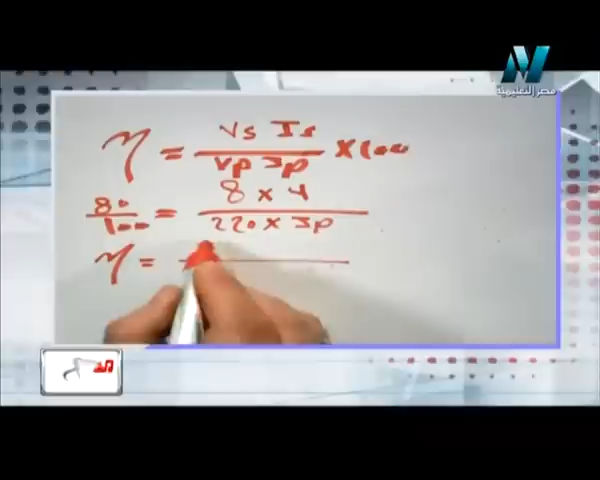 مصر التعليمية
η = Vs Is / Vp Ip × 100
80 / 100 = 8 × 4 / 220 × Ip
η =